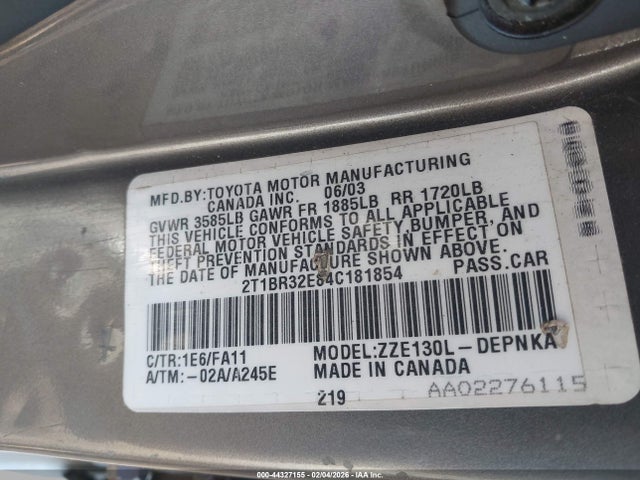 MFD.BY:TOYOTA MOTOR MANUFACTURING
CANADA INC. 06/03
GVWR 3585LB GAWR FR 1885LB RR 1720LB
THIS VEHICLE CONFORMS TO ALL APPLICABLE
FEDERAL MOTOR VEHICLE SAFETY,BUMPER, AND
THEFT PREVENTION STANDARDS IN EFFECT ON
THE DATE OF MANUFACTURE SHOWN ABOVE.
2T1BR32E84C181854 PASS.CAR
C/TR:1E6/FA11 MODEL:ZZE130L-DEPNKA
A/TM:-02A/A245E MADE IN CANADA
219 AA02276115
© 000-44327155 - 02/04/2026 - IAA Inc. All Rights Reserved